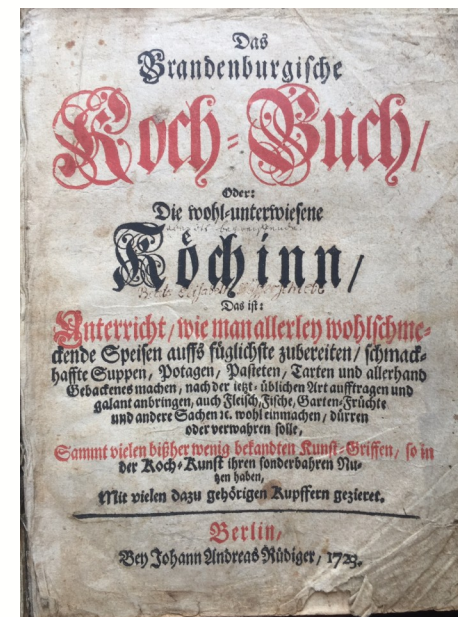 Das
Brandenburgische
Koch-Buch/
Oder:
Die wohl-unterwiesene
Köchinn/
Das ist:
Unterricht/ wie man allerley wohlschme-
ckende Speisen auffs füglichste zubereiten/ schmack-
haffte Suppen, Potagen, Pasteten, Tarten und allerhand
Gebackenes machen, nach der ietzt-üblichen Art aufftragen und
galant anbringen, auch Fleisch, Fische, Garten-Früchte
und andere Sachen ꝛc. wohl einmachen/ dürren
oder verwahren solle,
Sammt vielen bißher wenig bekandten Kunst-Griffen/ so in
der Koch-Kunst ihren sonderbahren Nu-
tzen haben,
Mit vielen dazu gehörigen Kupffern gezieret.
Berlin/
Bey Johann Andreas Rüdiger/ 1723.